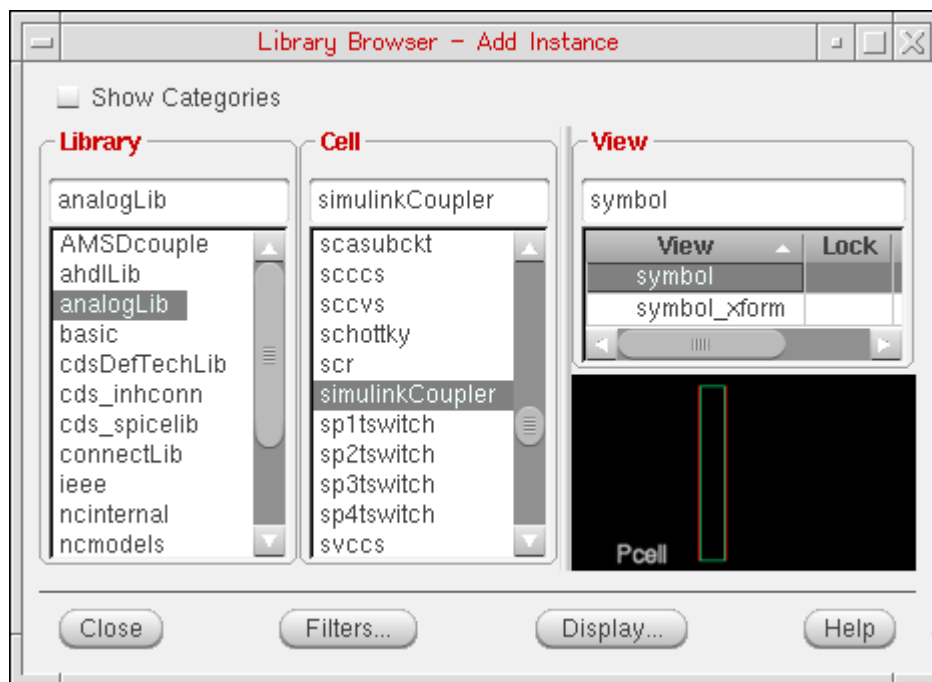 Library Browser - Add Instance
Show Categories
Library
analogLib
AMSDcouple
ahdlLib
analogLib
basic
cdsDefTechLib
cds_inhconn
cds_spicelib
connectLib
ieee
ncinternal
ncmodels
Cell
simulinkCoupler
scasubckt
scccs
sccvs
schottky
scr
simulinkCoupler
sp1tswitch
sp2tswitch
sp3tswitch
sp4tswitch
svccs
View
symbol
View Lock
symbol
symbol_xform
Pcell
Close Filters... Display... Help